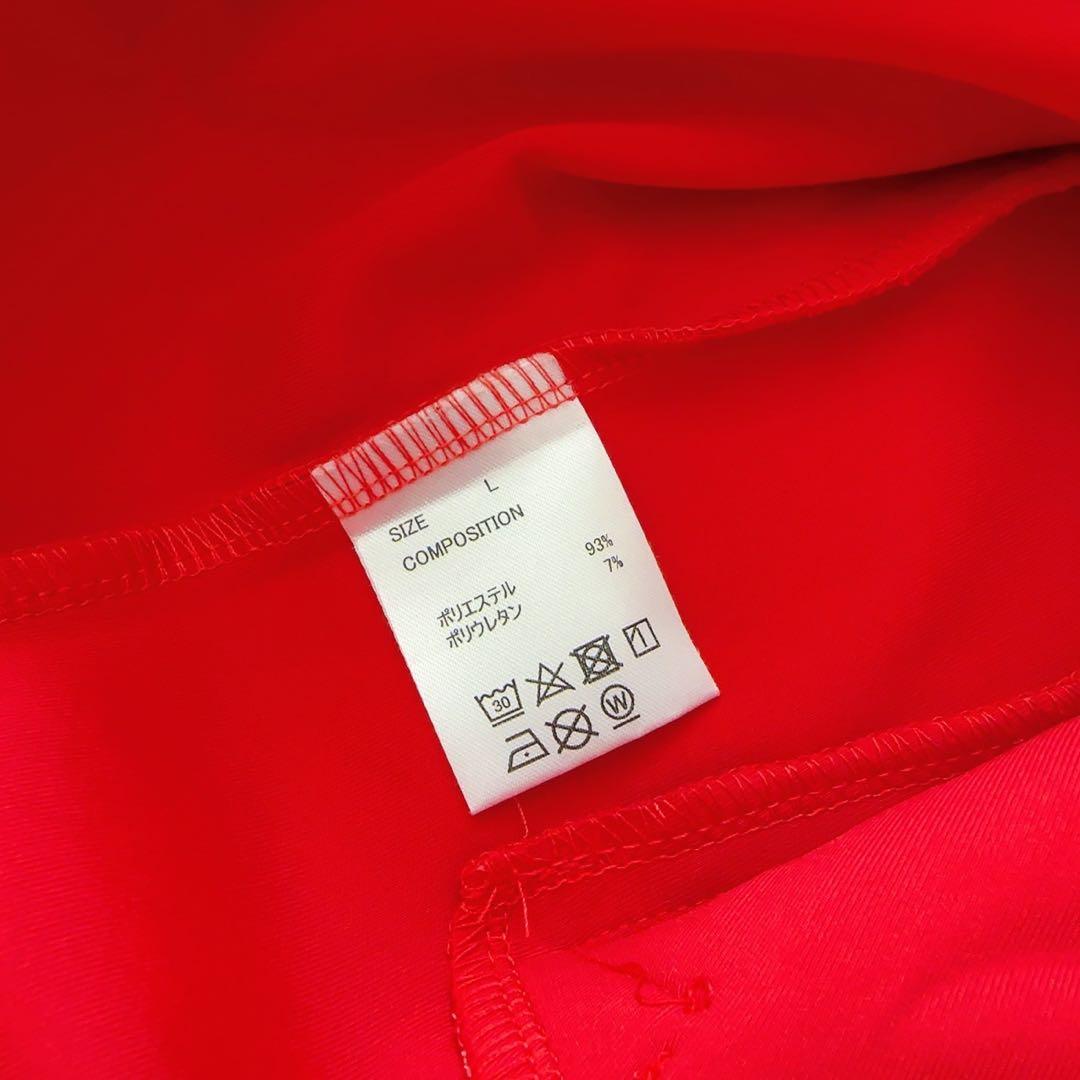 SIZE L
COMPOSITION
ポリエステル 93%
ポリウレタン 7%
30
W